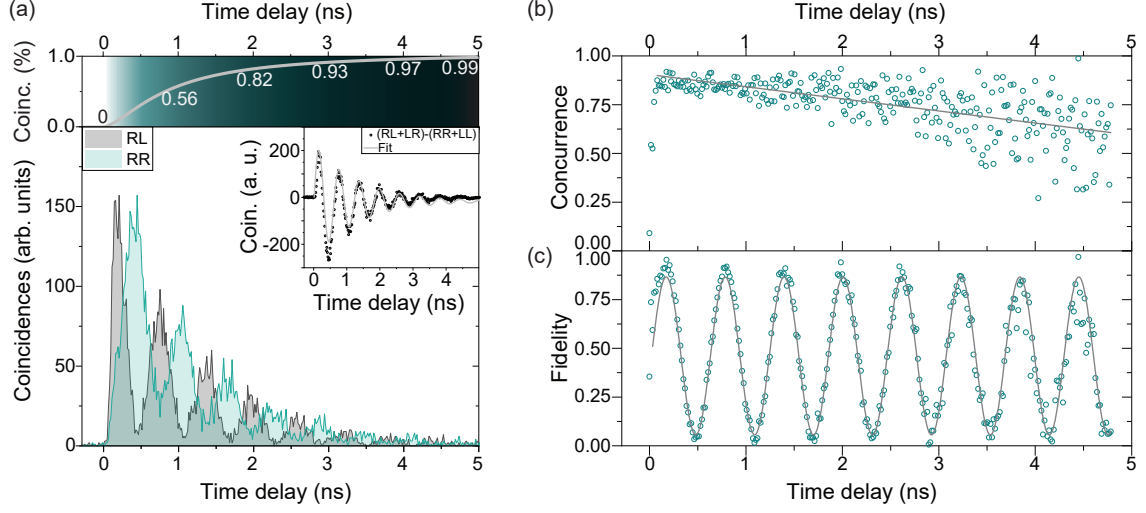 (a)
Time delay (ns)
0 1 2 3 4 5
Coinc. (%)
1.0
0.0
0
0.56
0.82
0.93
0.97
0.99
RL
RR
Coincidences (arb. units)
150
100
50
0
(RL+LR)-(RR+LL)
Fit
Coin. (a. u.)
200
0
-200
0 1 2 3 4 5
Time delay (ns)
0 1 2 3 4 5
Time delay (ns)
(b)
Time delay (ns)
0 1 2 3 4 5
Concurrence
1.00
0.75
0.50
0.00
(c)
Fidelity
1.00
0.75
0.50
0.25
0.00
0 1 2 3 4 5
Time delay (ns)